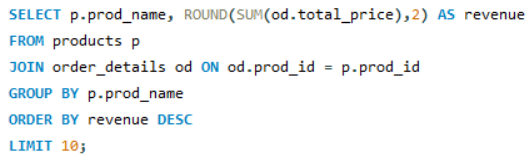 SELECT p.prod_name, ROUND(SUM(od.total_price),2) AS revenue
FROM products p
JOIN order_details od ON od.prod_id = p.prod_id
GROUP BY p.prod_name
ORDER BY revenue DESC
LIMIT 10;